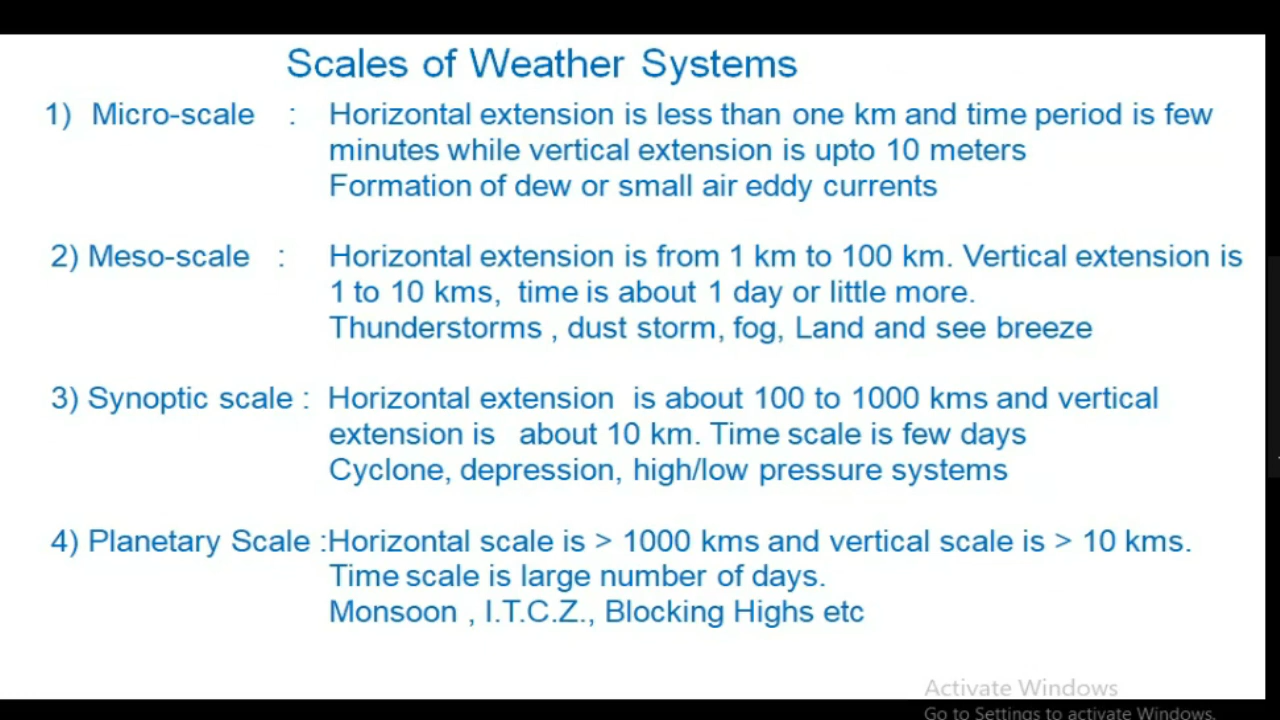 Scales of Weather Systems
1) Micro-scale : Horizontal extension is less than one km and time period is few
minutes while vertical extension is upto 10 meters
Formation of dew or small air eddy currents
2) Meso-scale : Horizontal extension is from 1 km to 100 km. Vertical extension is
1 to 10 kms, time is about 1 day or little more.
Thunderstorms , dust storm, fog, Land and see breeze
3) Synoptic scale : Horizontal extension is about 100 to 1000 kms and vertical
extension is about 10 km. Time scale is few days
Cyclone, depression, high/low pressure systems
4) Planetary Scale :Horizontal scale is > 1000 kms and vertical scale is > 10 kms.
Time scale is large number of days.
Monsoon , I.T.C.Z., Blocking Highs etc
Activate Windows
Go to Settings to activate Windows.